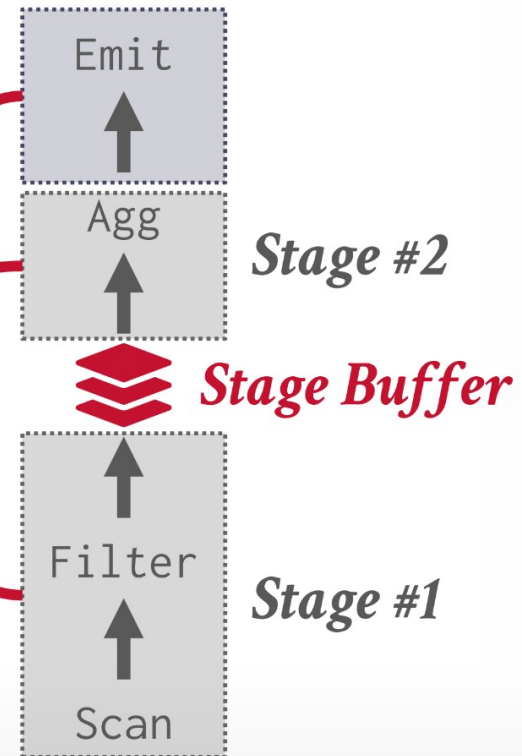 Emit
Agg
Stage #2
Stage Buffer
Filter
Stage #1
Scan